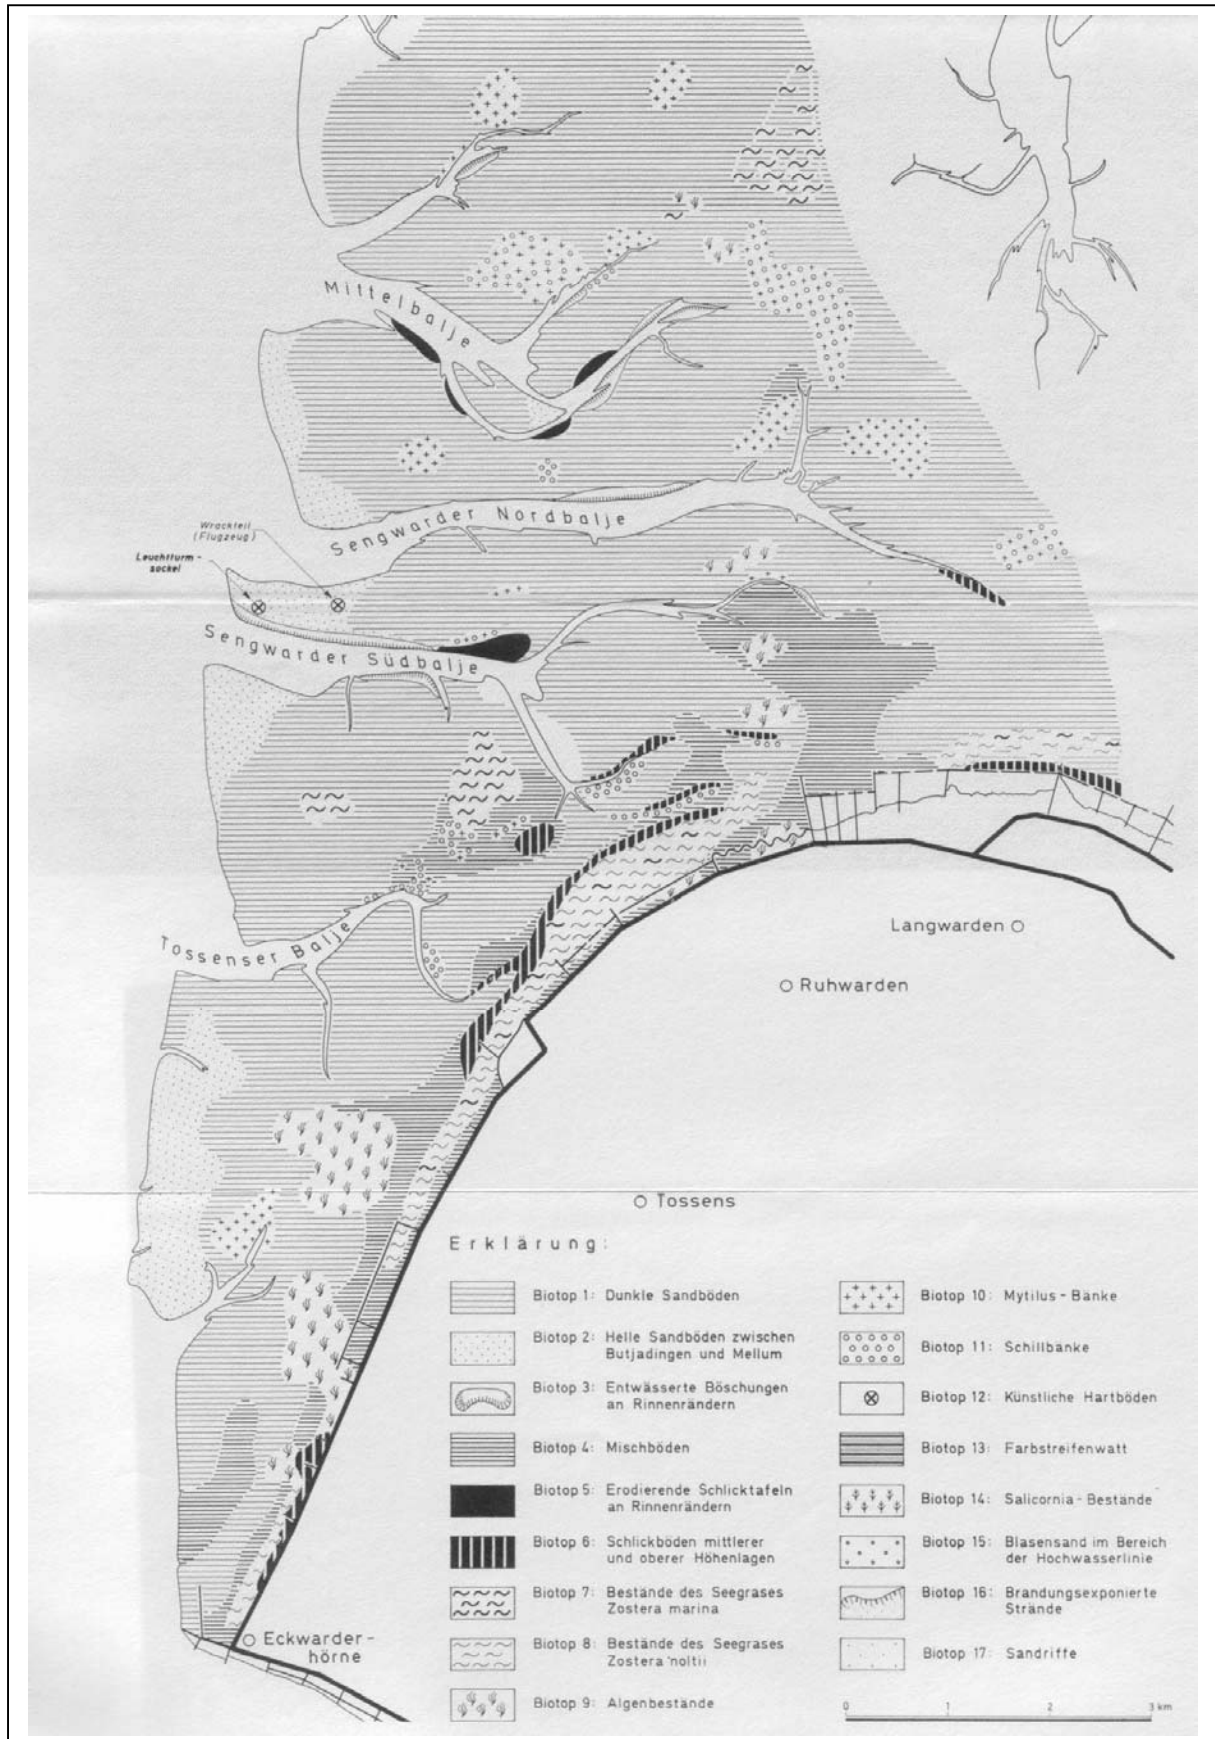 Mittelbalje
Sengwarder Nordbalje
Wrackteil
(Flugzeug)
Leuchtturm-
sockel
Sengwarder Südbalje
Tossenser Balje
Langwarden
Ruhwarden
Tossens
Eckwarder-
hörne
Erklärung:
Biotop 1: Dunkle Sandböden
Biotop 2: Helle Sandböden zwischen
Butjadingen und Mellum
Biotop 3: Entwässerte Böschungen
an Rinnenrändern
Biotop 4: Mischböden
Biotop 5: Erodierende Schlicktafeln
an Rinnenrändern
Biotop 6: Schlickböden mittlerer
und oberer Höhenlagen
Biotop 7: Bestände des Seegrases
Zostera marina
Biotop 8: Bestände des Seegrases
Zostera noltii
Biotop 9: Algenbestände
Biotop 10: Mytilus-Bänke
Biotop 11: Schillbänke
Biotop 12: Künstliche Hartböden
Biotop 13: Farbstreifenwatt
Biotop 14: Salicornia-Bestände
Biotop 15: Blasensand im Bereich
der Hochwasserlinie
Biotop 16: Brandungsexponierte
Strände
Biotop 17: Sandriffe
0 1 2 3 km